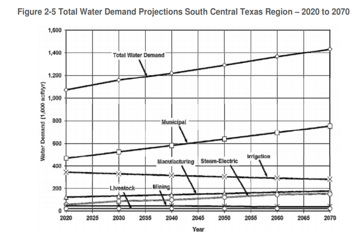 Figure 2-5 Total Water Demand Projections South Central Texas Region – 2020 to 2070
Water Demand (1,000 acft/yr)
1,600
1,400
1,200
1,000
800
600
400
200
0
Total Water Demand
Municipal
Manufacturing
Steam-Electric
Irrigation
Livestock
Mining
2020 2025 2030 2035 2040 2045 2050 2055 2060 2065 2070
Year